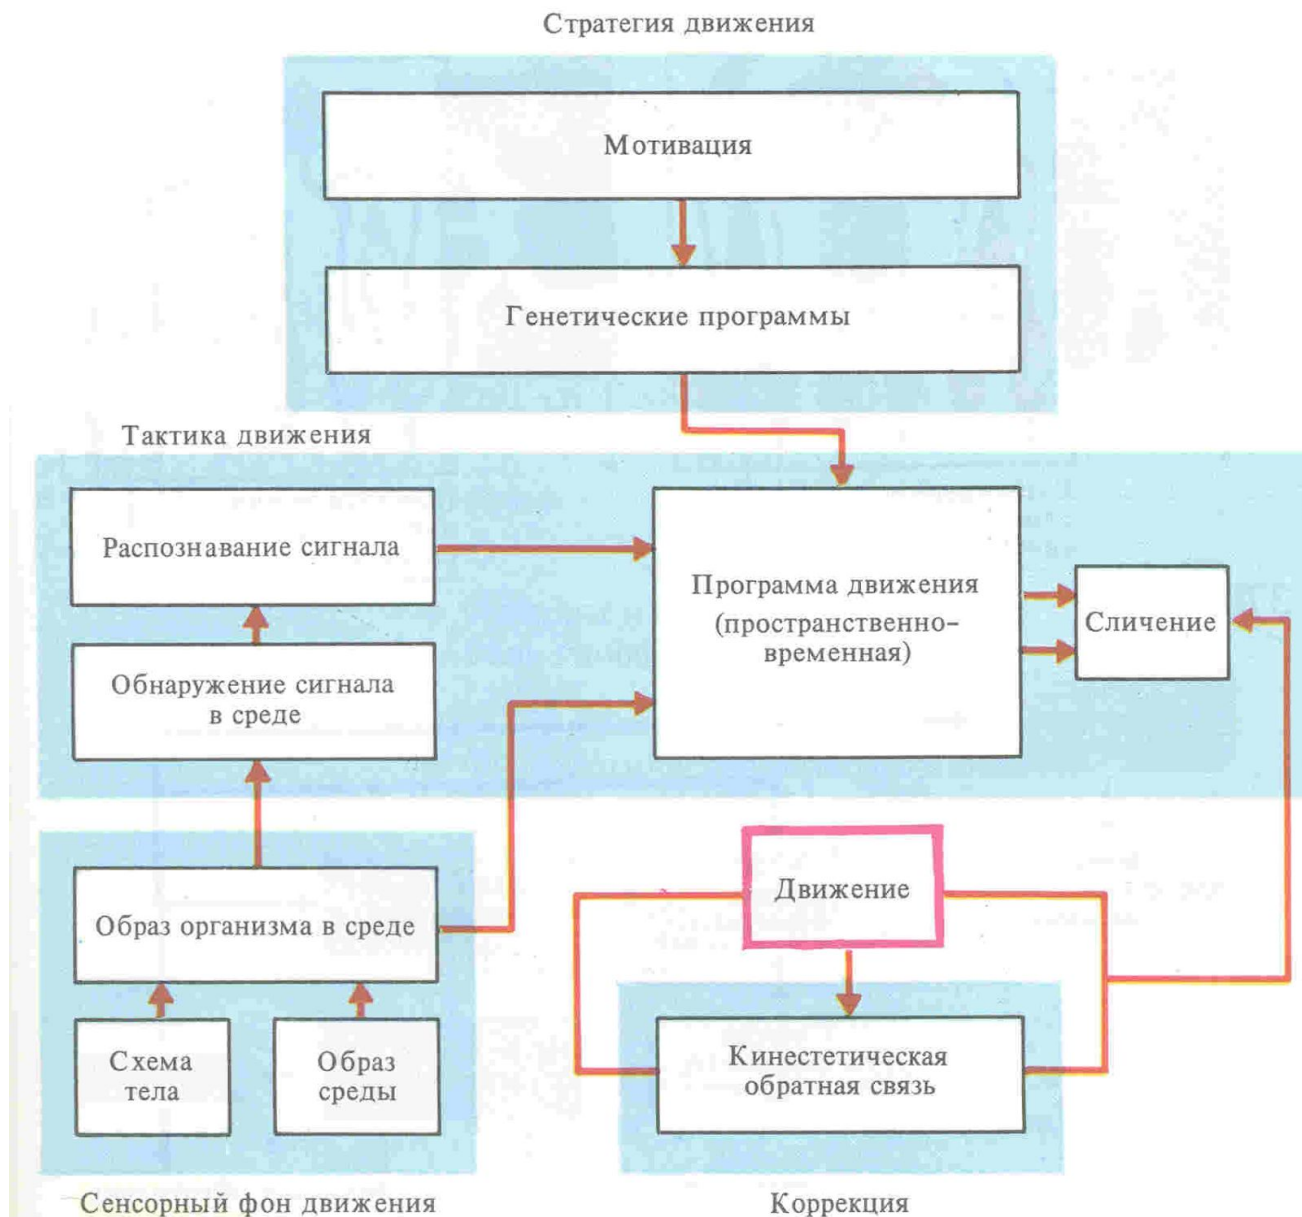 Стратегия движения
Мотивация
Генетические программы
Тактика движения
Распознавание сигнала
Обнаружение сигнала
в среде
Программа движения
(пространственно-
временная)
Сличение
Образ организма в среде
Схема
тела
Образ
среды
Сенсорный фон движения
Движение
Кинестетическая
обратная связь
Коррекция